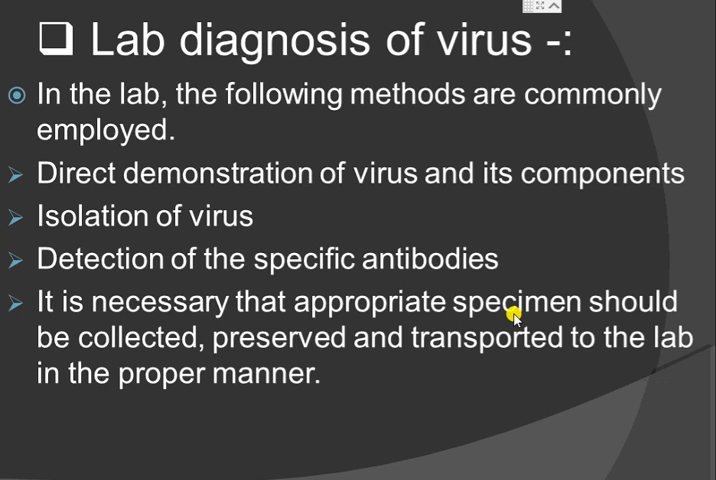 Lab diagnosis of virus -:
In the lab, the following methods are commonly
employed.
Direct demonstration of virus and its components
Isolation of virus
Detection of the specific antibodies
It is necessary that appropriate specimen should
be collected, preserved and transported to the lab
in the proper manner.